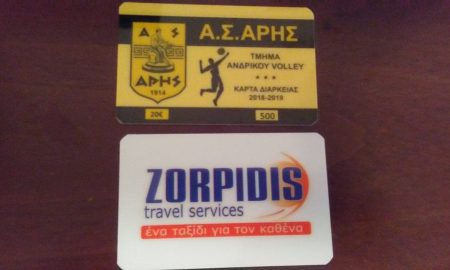 Α Σ
ΑΡΗΣ
1914
Α.Σ. ΑΡΗΣ
ΤΜΗΜΑ
ΑΝΔΡΙΚΟΥ VOLLEY
***
ΚΑΡΤΑ ΔΙΑΡΚΕΙΑΣ
2018-2019
20€
500
ZORPIDIS
travel services
ένα ταξίδι για τον καθένα